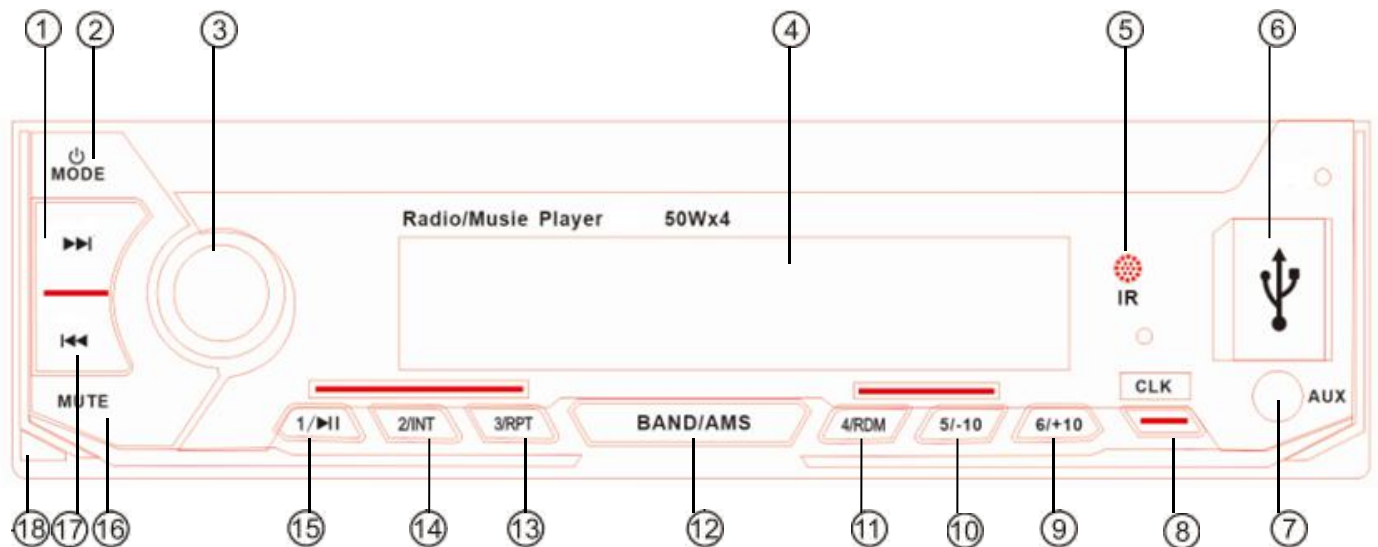 ① ② ③ ④ ⑤ ⑥
MODE
Radio/Musie Player 50Wx4
IR
CLK
MUTE
AUX
1/▶II 2/INT 3/RPT BAND/AMS 4/RDM 5/-10 6/+10
⑱ ⑰ ⑯ ⑮ ⑭ ⑬ ⑫ ⑪ ⑩ ⑨ ⑧ ⑦